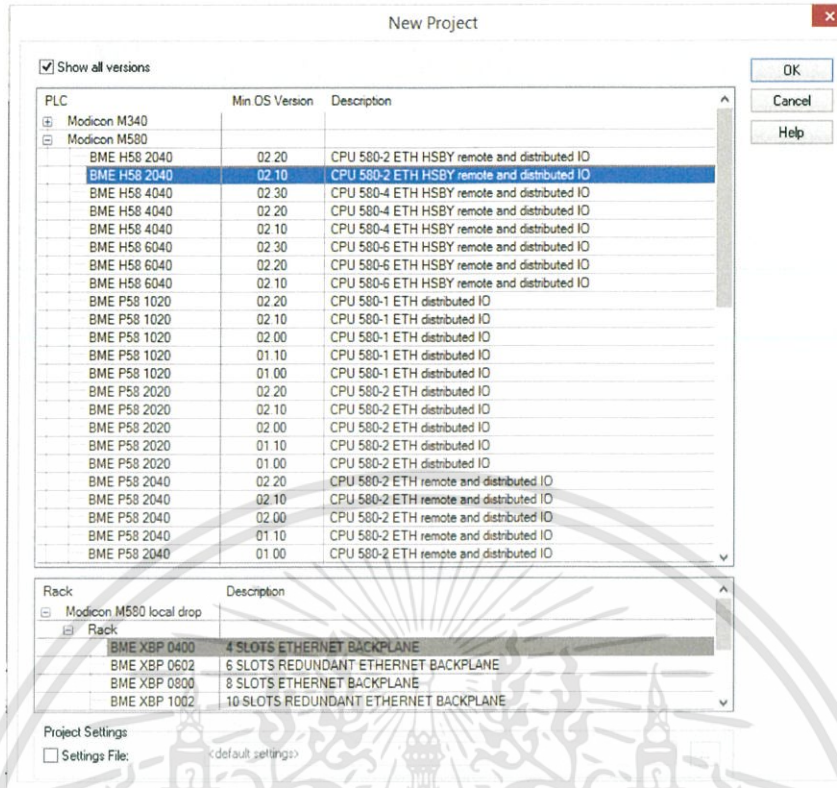 New Project
x
Show all versions
OK
Cancel
Help
PLC Min.OS Version Description
Modicon M340
Modicon M580
BME H58 2040 02.20 CPU 580-2 ETH HSBY remote and distributed IO
BME H58 2040 02.10 CPU 580-2 ETH HSBY remote and distributed IO
BME H58 4040 02.30 CPU 580-4 ETH HSBY remote and distributed IO
BME H58 4040 02.20 CPU 580-4 ETH HSBY remote and distributed IO
BME H58 4040 02.10 CPU 580-4 ETH HSBY remote and distributed IO
BME H58 6040 02.30 CPU 580-6 ETH HSBY remote and distributed IO
BME H58 6040 02.20 CPU 580-6 ETH HSBY remote and distributed IO
BME H58 6040 02.10 CPU 580-6 ETH HSBY remote and distributed IO
BME P58 1020 02.20 CPU 580-1 ETH distributed IO
BME P58 1020 02.10 CPU 580-1 ETH distributed IO
BME P58 1020 02.00 CPU 580-1 ETH distributed IO
BME P58 1020 01.10 CPU 580-1 ETH distributed IO
BME P58 1020 01.00 CPU 580-1 ETH distributed IO
BME P58 2020 02.20 CPU 580-2 ETH distributed IO
BME P58 2020 02.10 CPU 580-2 ETH distributed IO
BME P58 2020 02.00 CPU 580-2 ETH distributed IO
BME P58 2020 01.10 CPU 580-2 ETH distributed IO
BME P58 2020 01.00 CPU 580-2 ETH distributed IO
BME P58 2040 02.20 CPU 580-2 ETH remote and distributed IO
BME P58 2040 02.10 CPU 580-2 ETH remote and distributed IO
BME P58 2040 02.00 CPU 580-2 ETH remote and distributed IO
BME P58 2040 01.10 CPU 580-2 ETH remote and distributed IO
BME P58 2040 01.00 CPU 580-2 ETH remote and distributed IO
Rack Description
Modicon M580 local drop
Rack
BME XBP 0400 4 SLOTS ETHERNET BACKPLANE
BME XBP 0602 6 SLOTS REDUNDANT ETHERNET BACKPLANE
BME XBP 0800 8 SLOTS ETHERNET BACKPLANE
BME XBP 1002 10 SLOTS REDUNDANT ETHERNET BACKPLANE
Project Settings
Settings File: <default settings>